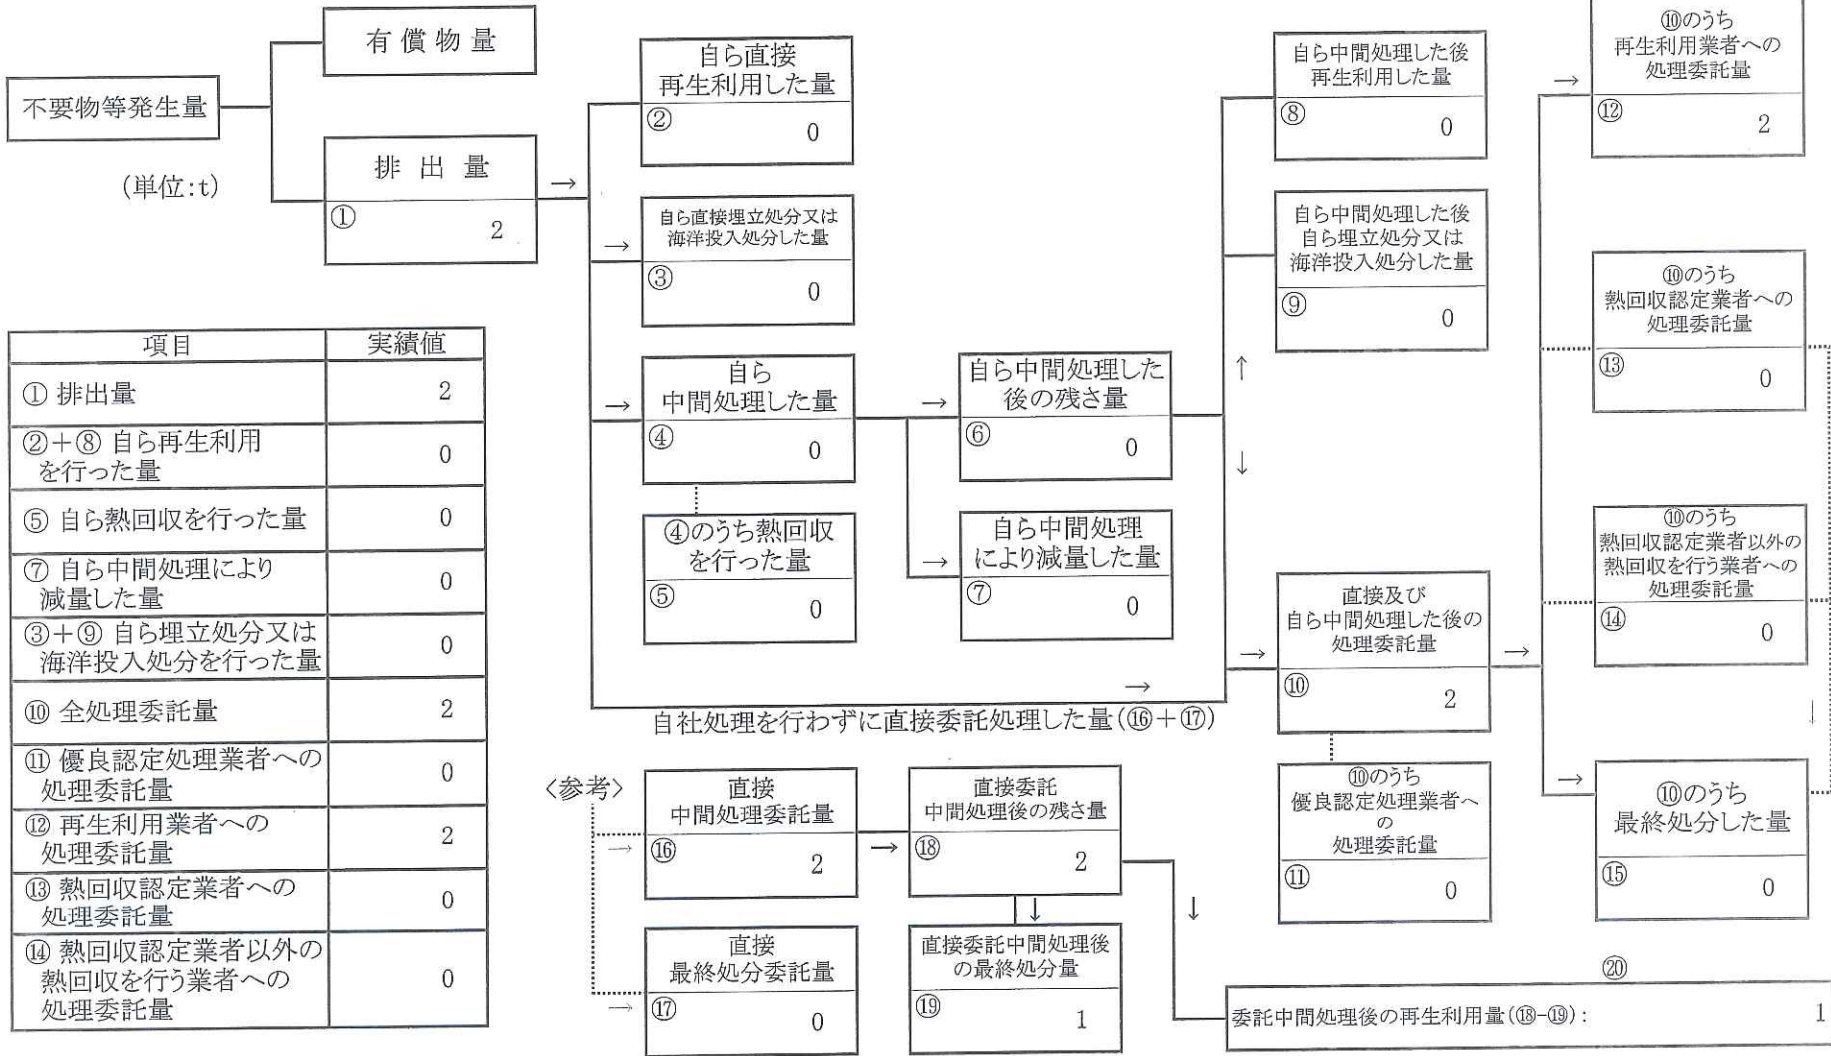 不要物等発生量
有償物量
(単位:t)
排出量
①
2
自ら直接
再生利用した量
②
0
自ら直接埋立処分又は
海洋投入処分した量
③
0
自ら
中間処理した量
④
0
④のうち熱回収
を行った量
⑤
0
自ら中間処理した
後の残さ量
⑥
0
自ら中間処理
により減量した量
⑦
0
自ら中間処理した後
再生利用した量
⑧
0
自ら中間処理した後
自ら埋立処分又は
海洋投入処分した量
⑨
0
直接及び
自ら中間処理した後の
処理委託量
⑩
2
⑩のうち
優良認定処理業者へ
の
処理委託量
⑪
0
⑩のうち
再生利用業者への
処理委託量
⑫
2
⑩のうち
熱回収認定業者への
処理委託量
⑬
0
⑩のうち
熱回収認定業者以外の
熱回収を行う業者への
処理委託量
⑭
0
⑩のうち
最終処分した量
⑮
0
自社処理を行わずに直接委託処理した量(⑯+⑰)
〈参考〉
直接
中間処理委託量
⑯
2
直接
最終処分委託量
⑰
0
直接委託
中間処理後の残さ量
⑱
2
直接委託中間処理後
の最終処分量
⑲
1
⑳
委託中間処理後の再生利用量(⑱-⑲): 1
項目 実績値
① 排出量 2
②+⑧ 自ら再生利用
を行った量 0
⑤ 自ら熱回収を行った量 0
⑦ 自ら中間処理により
減量した量 0
③+⑨ 自ら埋立処分又は
海洋投入処分を行った量 0
⑩ 全処理委託量 2
⑪ 優良認定処理業者への
処理委託量 0
⑫ 再生利用業者への
処理委託量 2
⑬ 熱回収認定業者への
処理委託量 0
⑭ 熱回収認定業者以外の
熱回収を行う業者への
処理委託量 0